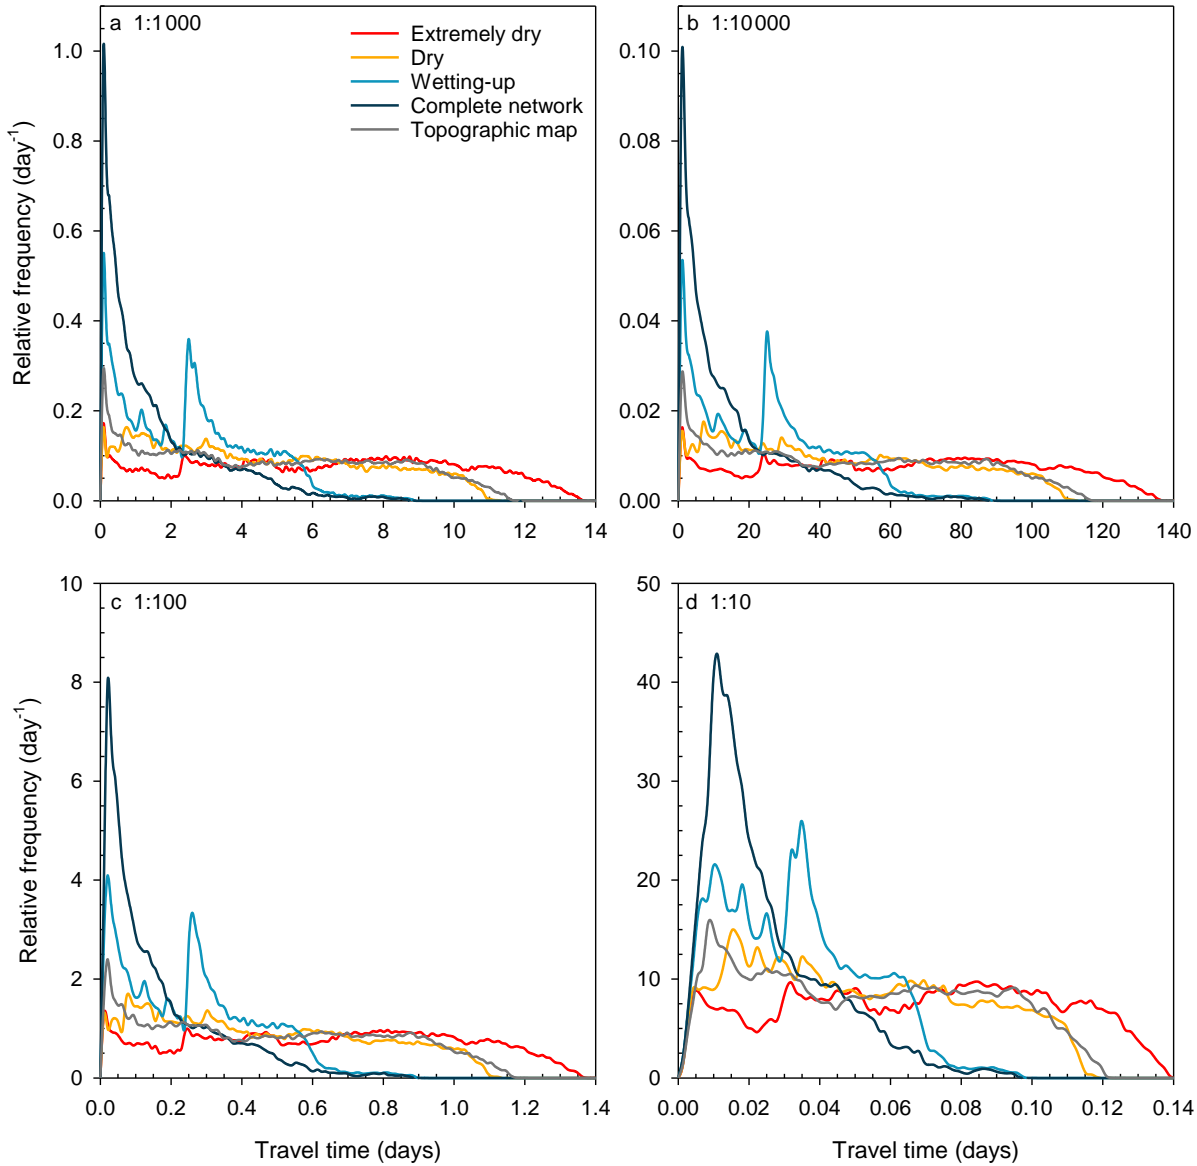 a 1:1000
Extremely dry
Dry
Wetting-up
Complete network
Topographic map
Relative frequency (day⁻¹)
1.0
0.8
0.6
0.4
0.2
0.0
0 2 4 6 8 10 12 14
b 1:10000
0.10
0.08
0.06
0.04
0.02
0.00
0 20 40 60 80 100 120 140
c 1:100
Relative frequency (day⁻¹)
10
8
6
4
2
0
0.0 0.2 0.4 0.6 0.8 1.0 1.2 1.4
Travel time (days)
d 1:10
50
40
30
20
10
0
0.00 0.02 0.04 0.06 0.08 0.10 0.12 0.14
Travel time (days)